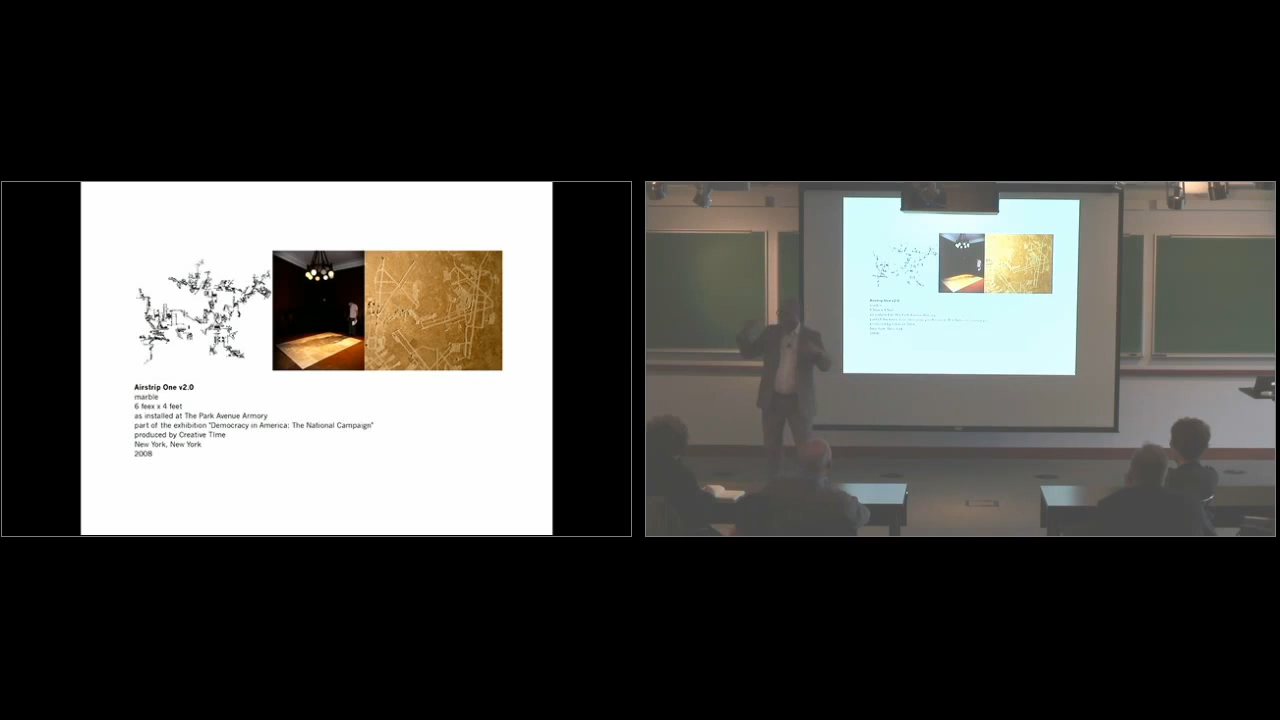 Airstrip One v2.0
marble
6 feex x 4 feet
as installed at The Park Avenue Armory
part of the exhibition "Democracy in America: The National Campaign"
produced by Creative Time
New York, New York
2008